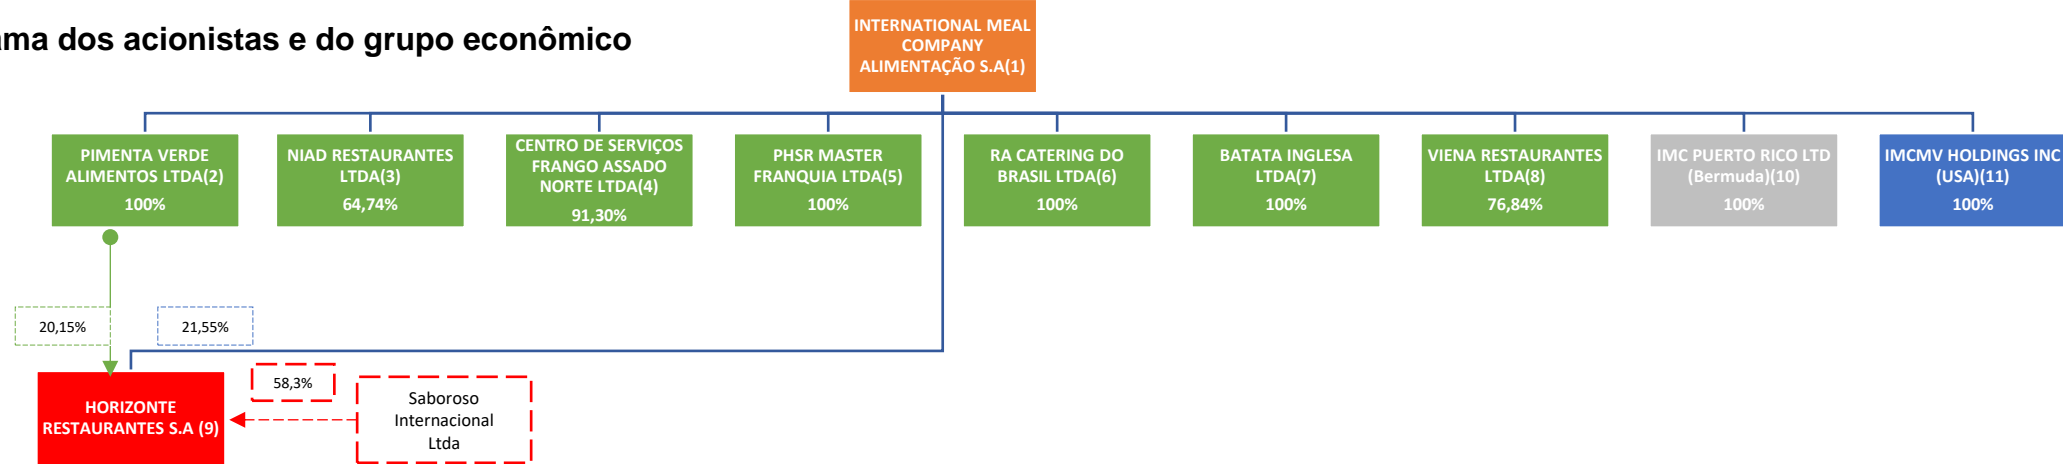 ama dos acionistas e do grupo econômico
INTERNATIONAL MEAL
COMPANY
ALIMENTAÇÃO S.A(1)
PIMENTA VERDE
ALIMENTOS LTDA(2)
100%
NIAD RESTAURANTES
LTDA(3)
64,74%
CENTRO DE SERVIÇOS
FRANGO ASSADO
NORTE LTDA(4)
91,30%
PHSR MASTER
FRANQUIA LTDA(5)
100%
RA CATERING DO
BRASIL LTDA(6)
100%
BATATA INGLESA
LTDA(7)
100%
VIENA RESTAURANTES
LTDA(8)
76,84%
IMC PUERTO RICO LTD
(Bermuda)(10)
100%
IMCMV HOLDINGS INC
(USA)(11)
100%
20,15%
21,55%
58,3%
HORIZONTE
RESTAURANTES S.A (9)
Saboroso
Internacional
Ltda